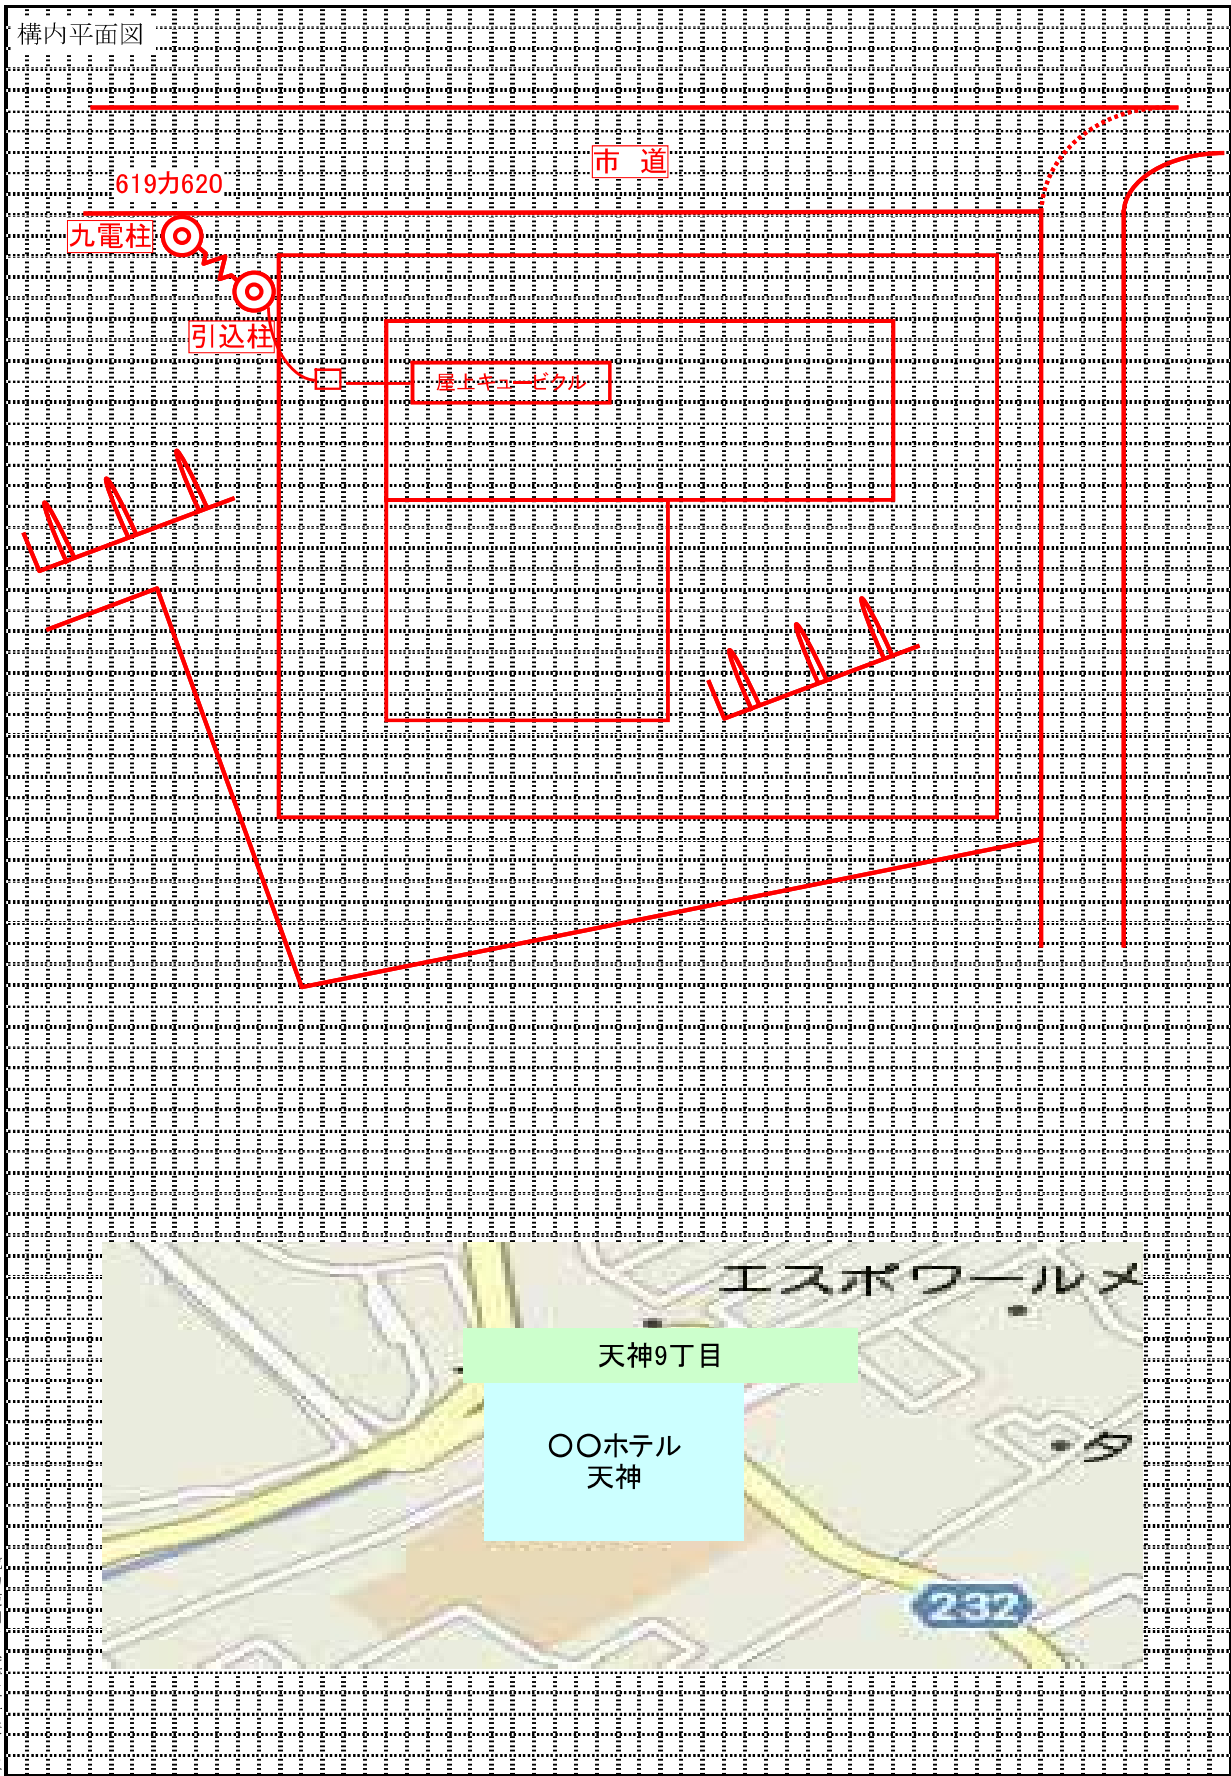 構内平面図
市　道
619カ620
九電柱
引込柱
屋上キュービクル
エスポワールメ
天神9丁目
〇〇ホテル
天神
タ
232